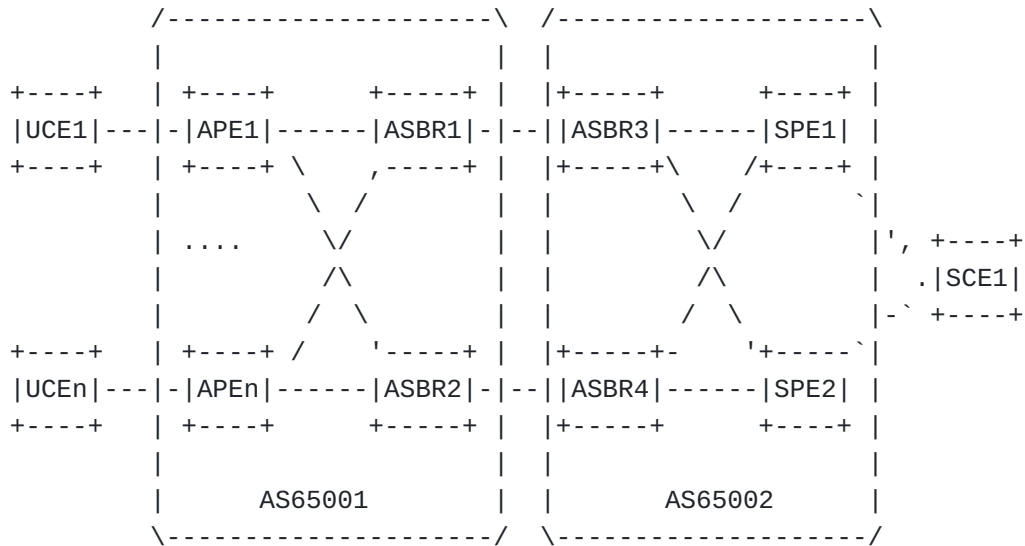 UCE1 APE1 ASBR1 ASBR3 SPE1
....
SCE1
UCEn APEn ASBR2 ASBR4 SPE2
AS65001 AS65002